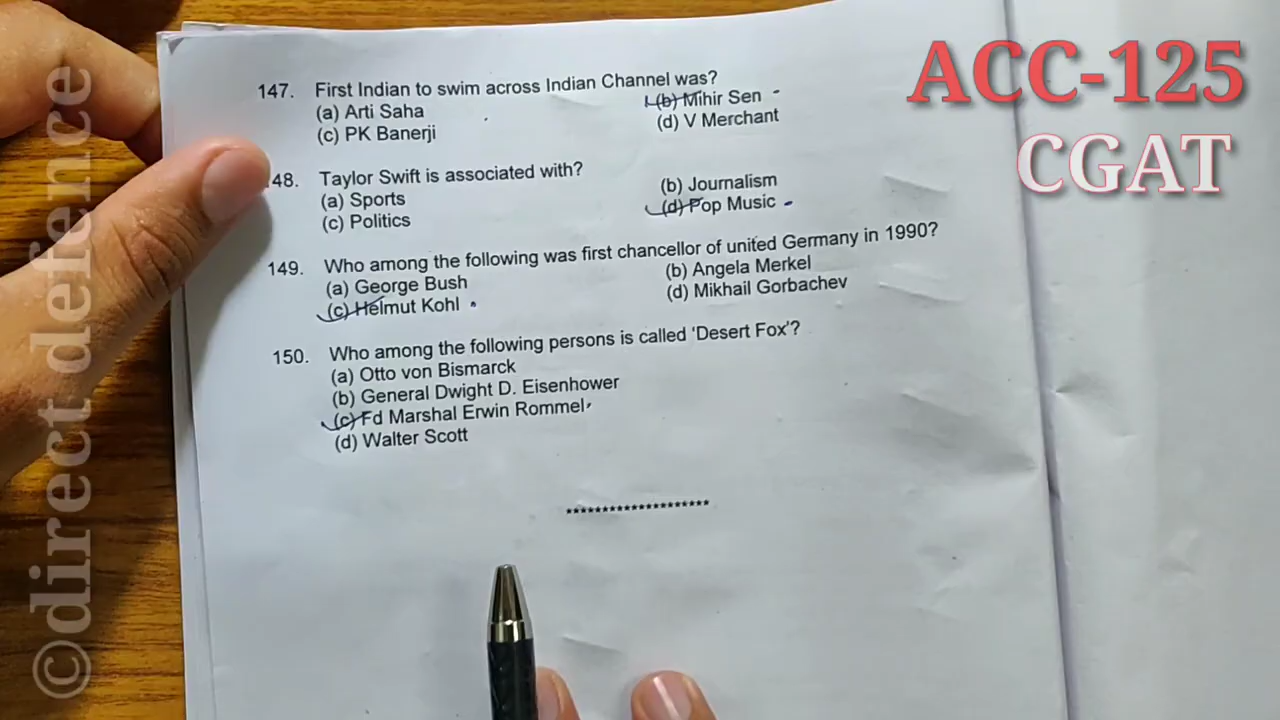 ACC-125
CGAT
147. First Indian to swim across Indian Channel was?
(a) Arti Saha (b) Mihir Sen
(c) PK Banerji (d) V Merchant
48. Taylor Swift is associated with?
(a) Sports (b) Journalism
(c) Politics (d) Pop Music
149. Who among the following was first chancellor of united Germany in 1990?
(a) George Bush (b) Angela Merkel
(c) Helmut Kohl (d) Mikhail Gorbachev
150. Who among the following persons is called 'Desert Fox'?
(a) Otto von Bismarck
(b) General Dwight D. Eisenhower
(c) Fd Marshal Erwin Rommel
(d) Walter Scott
********************
©direct defence